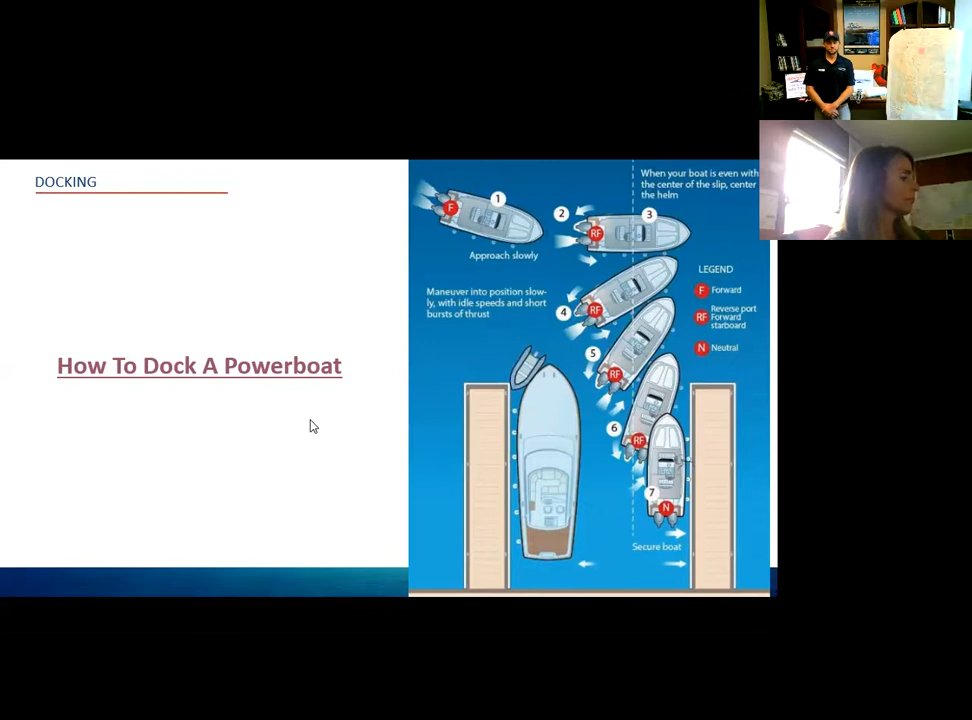 DOCKING
How To Dock A Powerboat
When your boat is even with
the center of the slip, center
the helm
1
2
3
Approach slowly
LEGEND
F Forward
Maneuver into position slow-
ly, with idle speeds and short
bursts of thrust
RF Reverse port
Forward
starboard
N Neutral
4
5
6
7
F
RF
RF
RF
RF
N
Secure boat